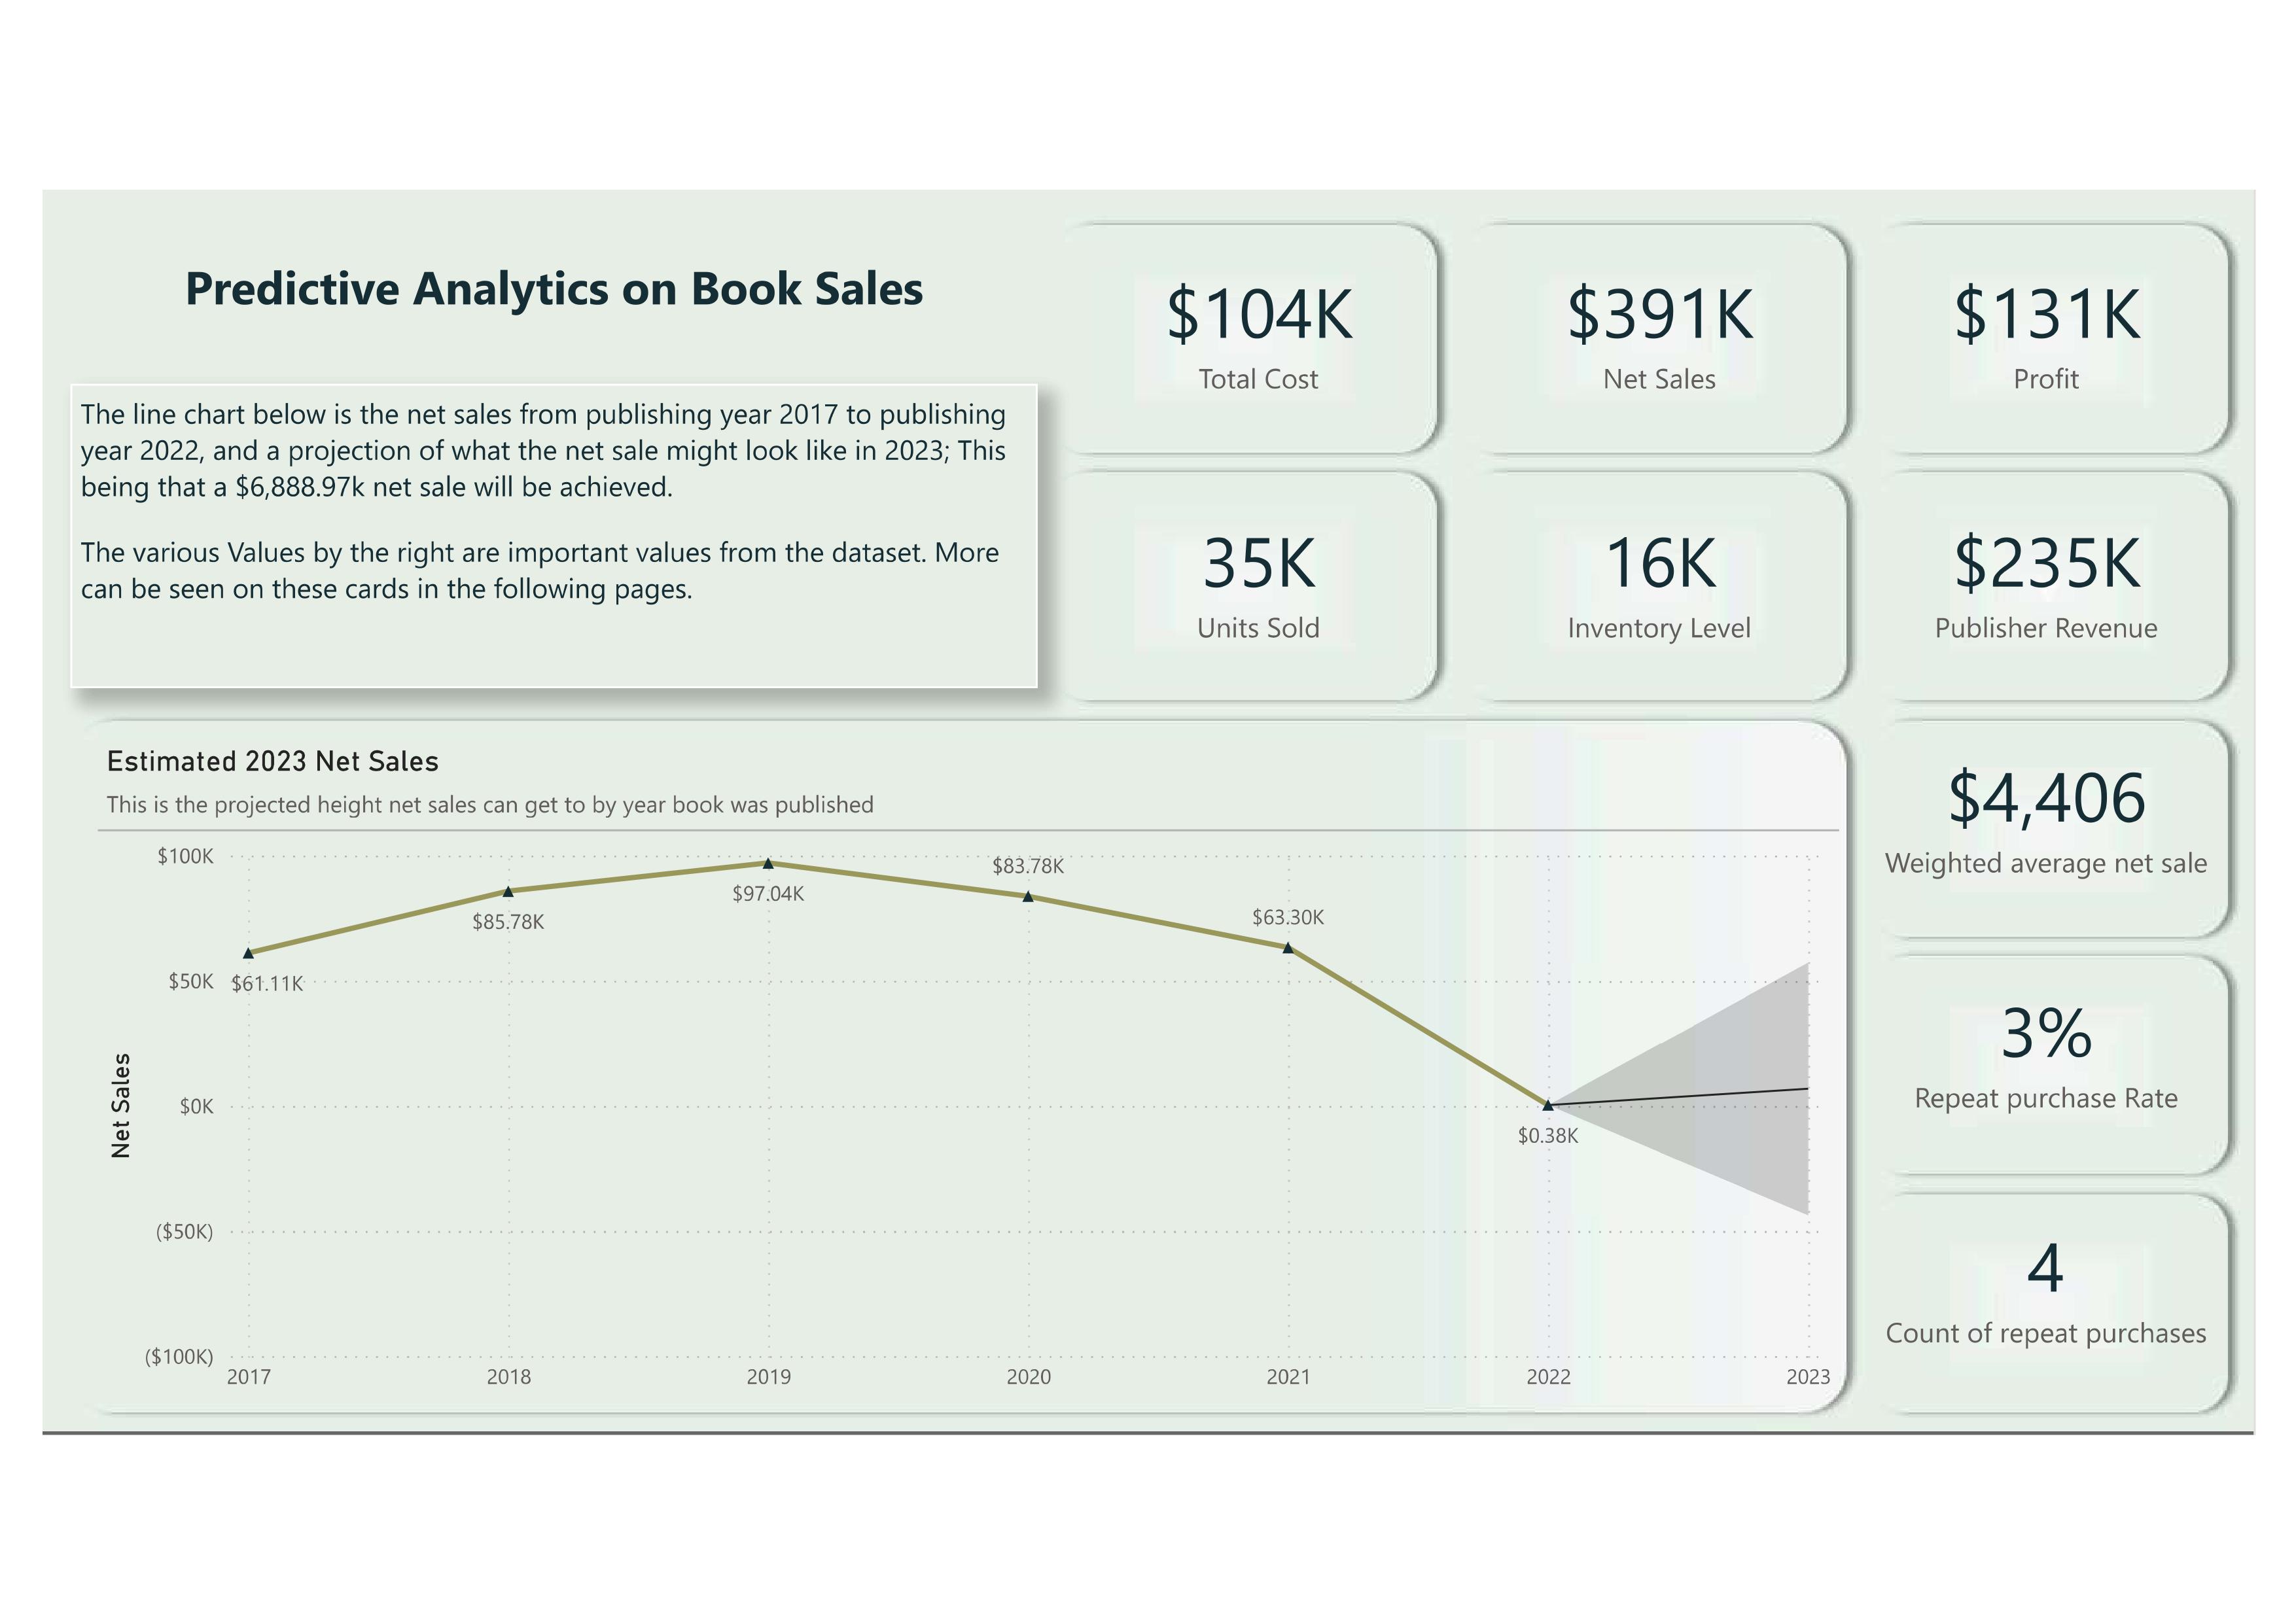 Predictive Analytics on Book Sales
The line chart below is the net sales from publishing year 2017 to publishing
year 2022, and a projection of what the net sale might look like in 2023; This
being that a $6,888.97k net sale will be achieved.
The various Values by the right are important values from the dataset. More
can be seen on these cards in the following pages.
$104K
Total Cost
$391K
Net Sales
$131K
Profit
35K
Units Sold
16K
Inventory Level
$235K
Publisher Revenue
$4,406
Weighted average net sale
3%
Repeat purchase Rate
4
Count of repeat purchases
Estimated 2023 Net Sales
This is the projected height net sales can get to by year book was published
Net Sales
$100K
$50K
$0K
($50K)
($100K)
$61.11K
$85.78K
$97.04K
$83.78K
$63.30K
$0.38K
2017
2018
2019
2020
2021
2022
2023